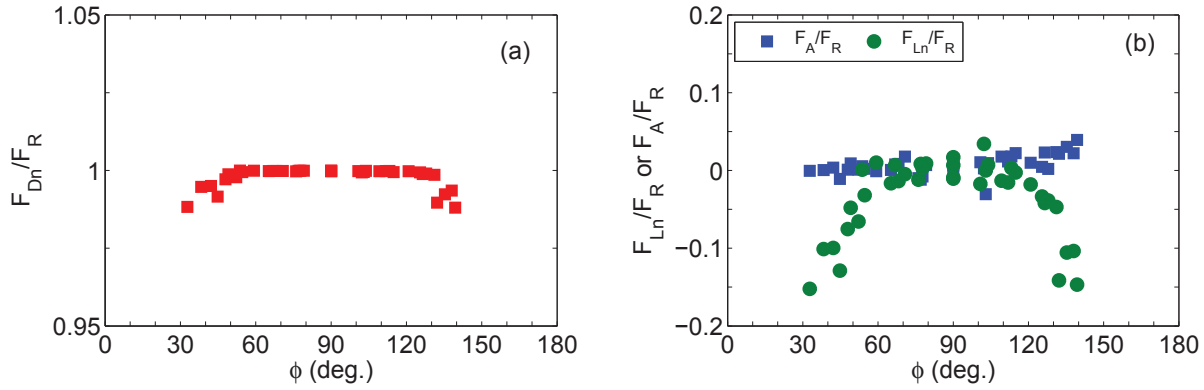 1.05
1
0.95
F_Dn/F_R
(a)
0 30 60 90 120 150 180
ϕ (deg.)
0.2
0.1
0
−0.1
−0.2
F_Ln/F_R or F_A/F_R
F_A/F_R F_Ln/F_R
(b)
0 30 60 90 120 150 180
ϕ (deg.)